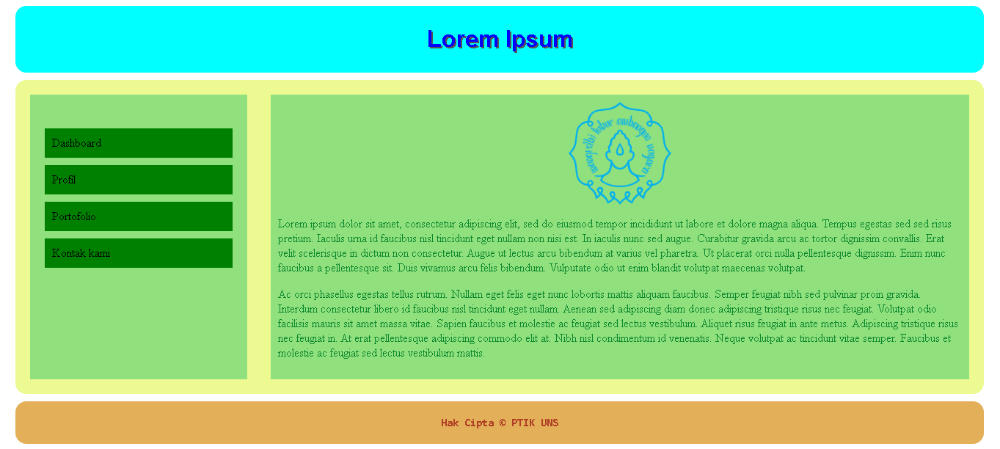 Lorem Ipsum
Dashboard
Profil
Portofolio
Kontak kami
mangesthi luhur ambangun nagara
Lorem ipsum dolor sit amet, consectetur adipiscing elit, sed do eiusmod tempor incididunt ut labore et dolore magna aliqua. Tempus egestas sed sed risus
pretium. Iaculis urna id faucibus nisl tincidunt eget nullam non nisi est. In iaculis nunc sed augue. Curabitur gravida arcu ac tortor dignissim convallis. Erat
velit scelerisque in dictum non consectetur. Augue ut lectus arcu bibendum at varius vel pharetra. Ut placerat orci nulla pellentesque dignissim. Enim nunc
faucibus a pellentesque sit. Duis vivamus arcu felis bibendum. Vulputate odio ut enim blandit volutpat maecenas volutpat.
Ac orci phasellus egestas tellus rutrum. Nullam eget felis eget nunc lobortis mattis aliquam faucibus. Semper feugiat nibh sed pulvinar proin gravida.
Interdum consectetur libero id faucibus nisl tincidunt eget nullam. Aenean sed adipiscing diam donec adipiscing tristique risus nec feugiat. Volutpat odio
facilisis mauris sit amet massa vitae. Sapien faucibus et molestie ac feugiat sed lectus vestibulum. Aliquet risus feugiat in ante metus. Adipiscing tristique risus
nec feugiat in. At erat pellentesque adipiscing commodo elit at. Nibh nisl condimentum id venenatis. Neque volutpat ac tincidunt vitae semper. Faucibus et
molestie ac feugiat sed lectus vestibulum mattis.
Hak Cipta © PTIK UNS